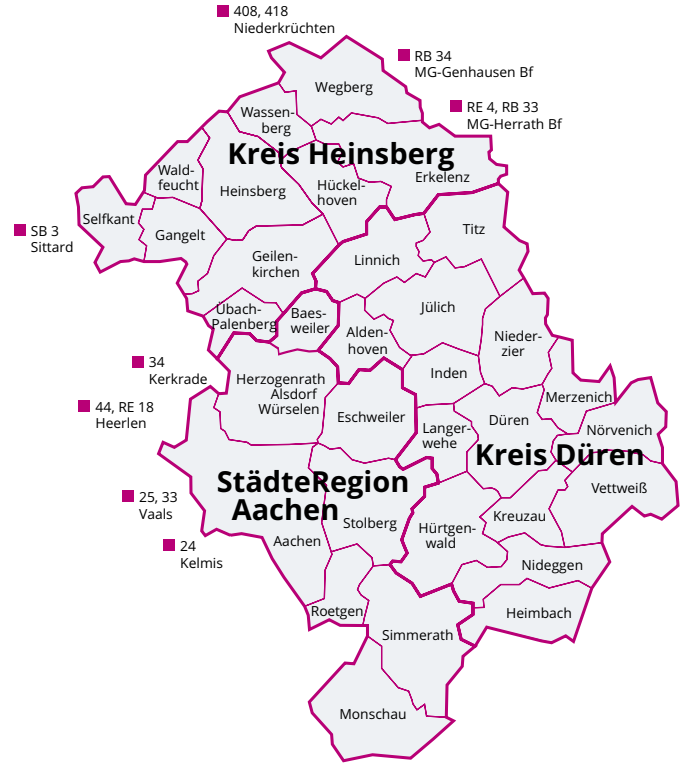 408, 418
Niederkrüchten
RB 34
MG-Genhausen Bf
Wegberg
RE 4, RB 33
MG-Herrath Bf
Wassen-
berg
Kreis Heinsberg
Wald-
feucht
Heinsberg
Hückel-
hoven
Erkelenz
Selfkant
Gangelt
SB 3
Sittard
Titz
Geilen-
kirchen
Linnich
Übach-
Palenberg
Baes-
weiler
Jülich
Alden-
hoven
Nieder-
zier
34
Kerkrade
Herzogenrath
Alsdorf
Würselen
Inden
44, RE 18
Heerlen
Eschweiler
Merzenich
Langer-
wehe
Düren
Nörvenich
Kreis Düren
StädteRegion
Aachen
Vettweiß
25, 33
Vaals
Stolberg
Hürtgen-
wald
Kreuzau
24
Kelmis
Aachen
Nideggen
Roetgen
Heimbach
Simmerath
Monschau